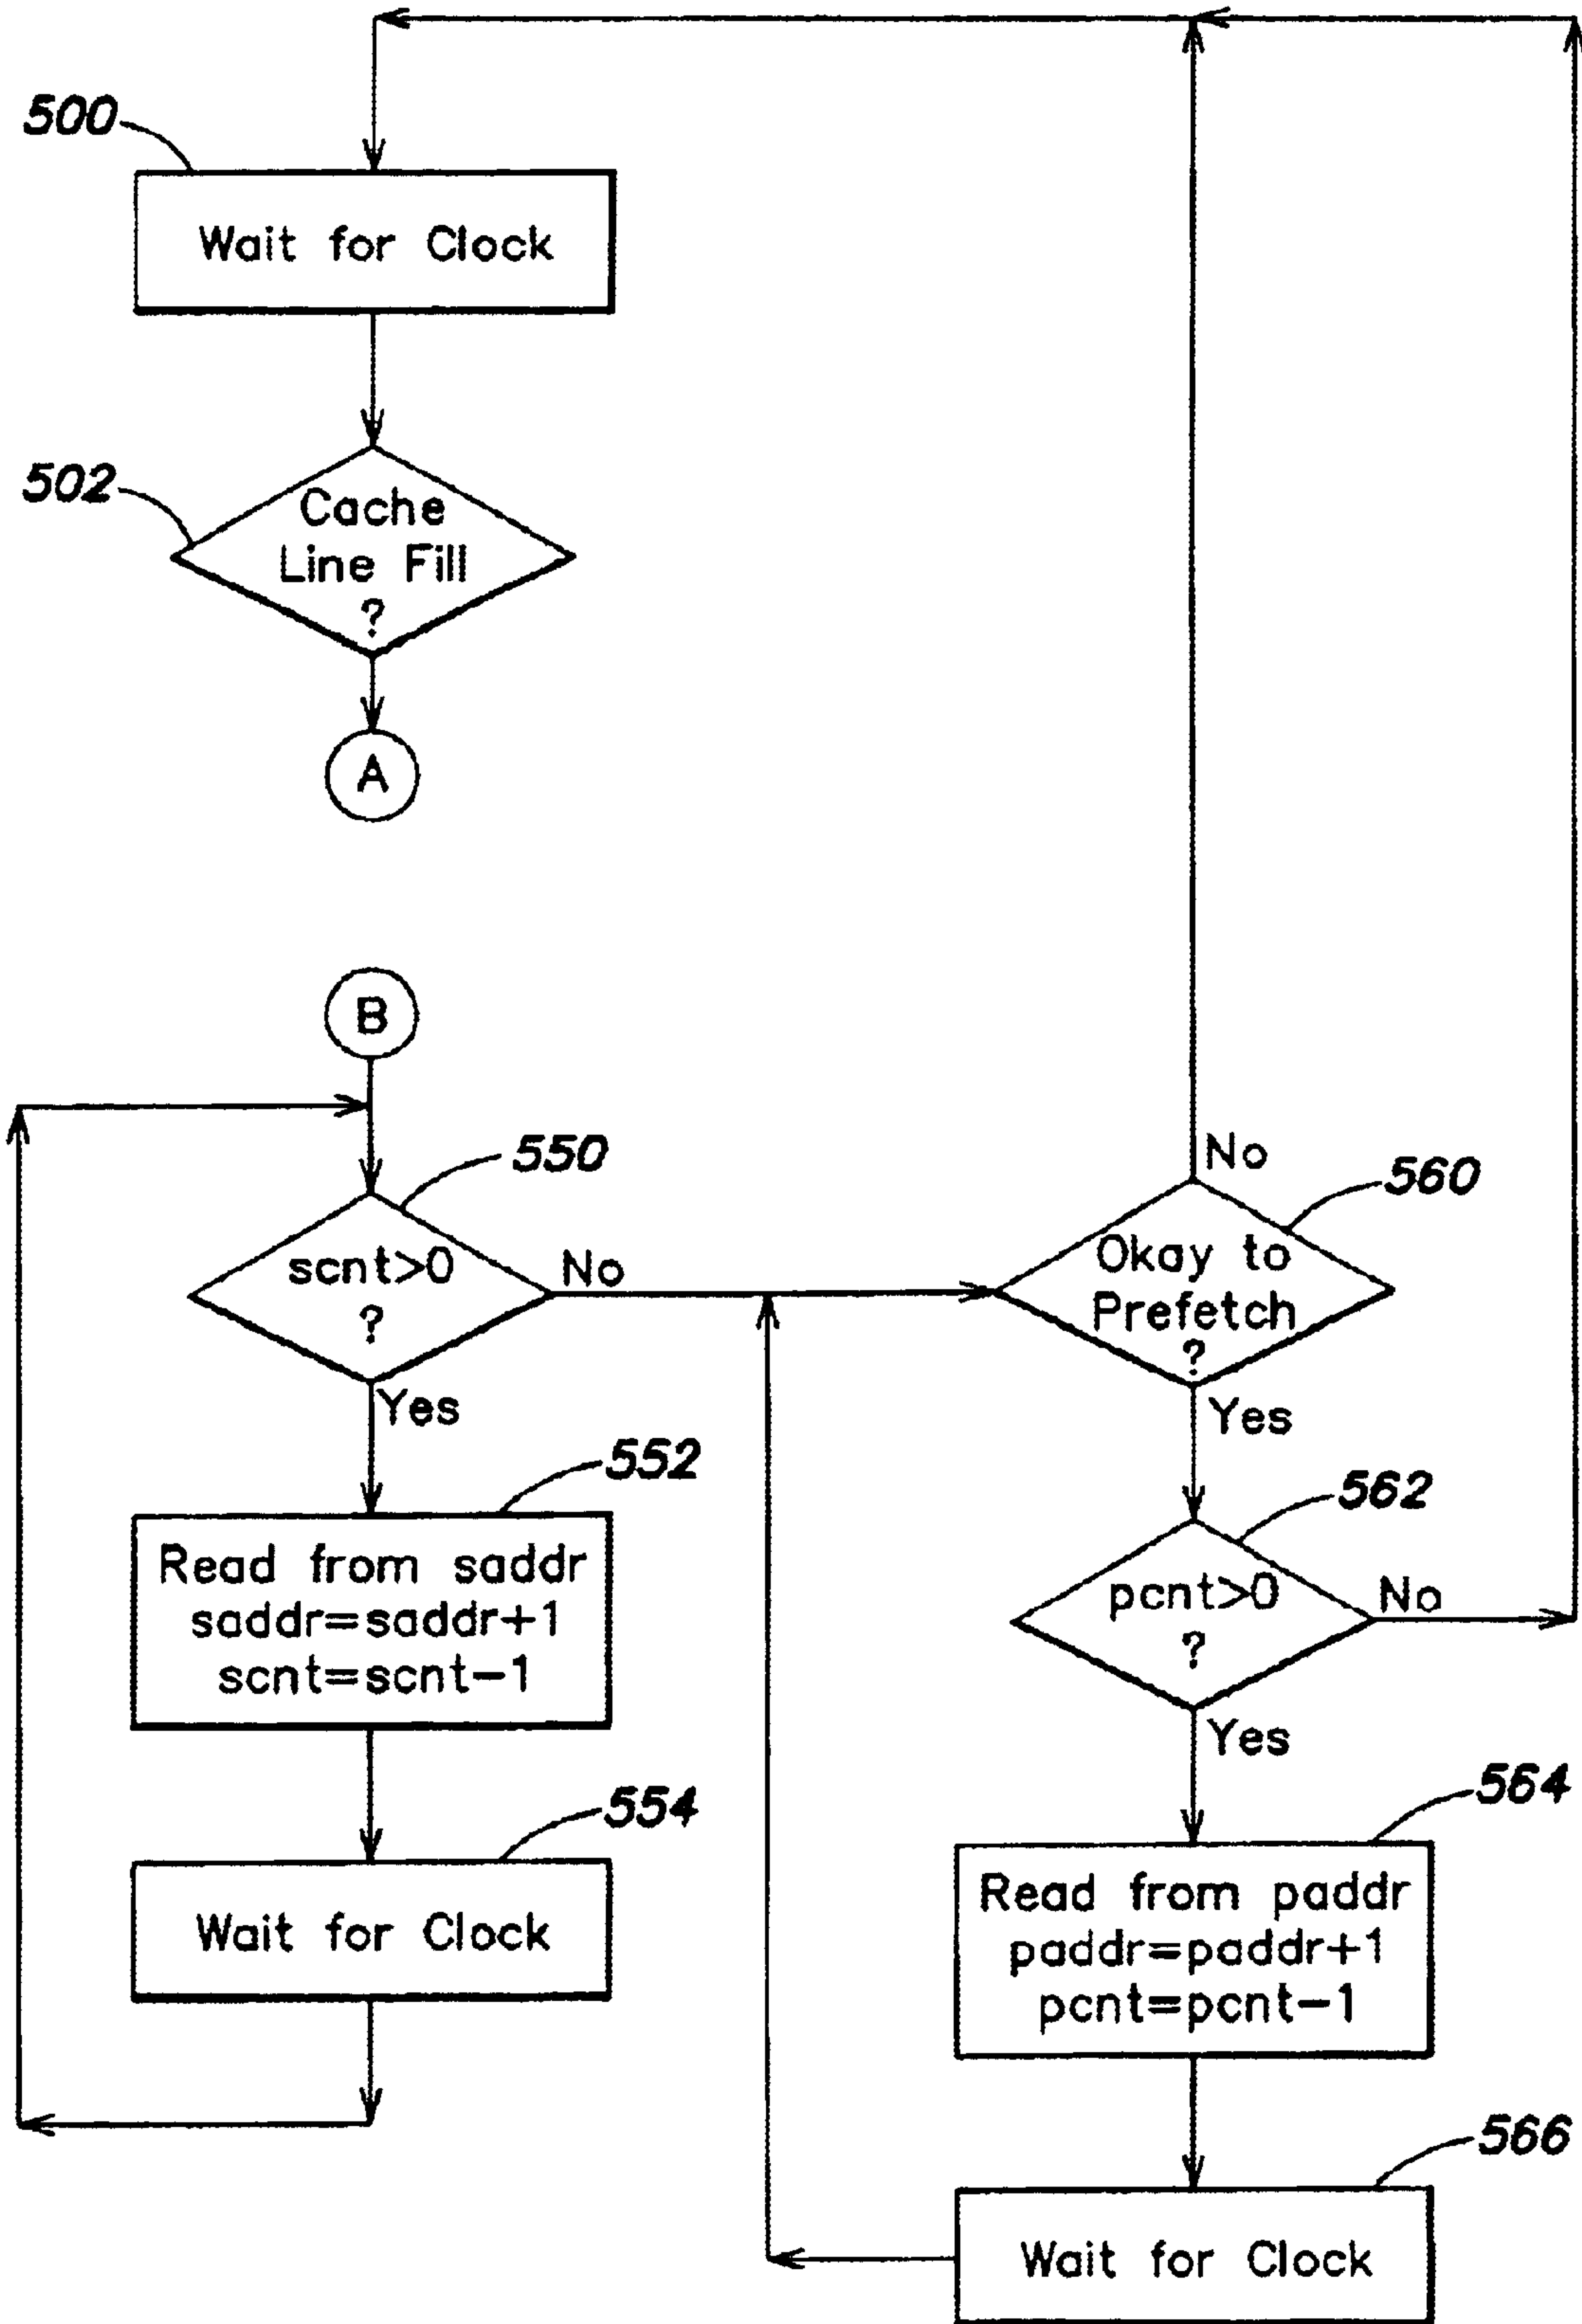 500
Wait for Clock
502
Cache
Line Fill
?
A
B
550
scnt>0
?
No
Yes
552
Read from saddr
saddr=saddr+1
scnt=scnt-1
554
Wait for Clock
No
560
Okay to
Prefetch
?
Yes
562
pcnt>0
?
No
Yes
564
Read from paddr
paddr=paddr+1
pcnt=pcnt-1
566
Wait for Clock